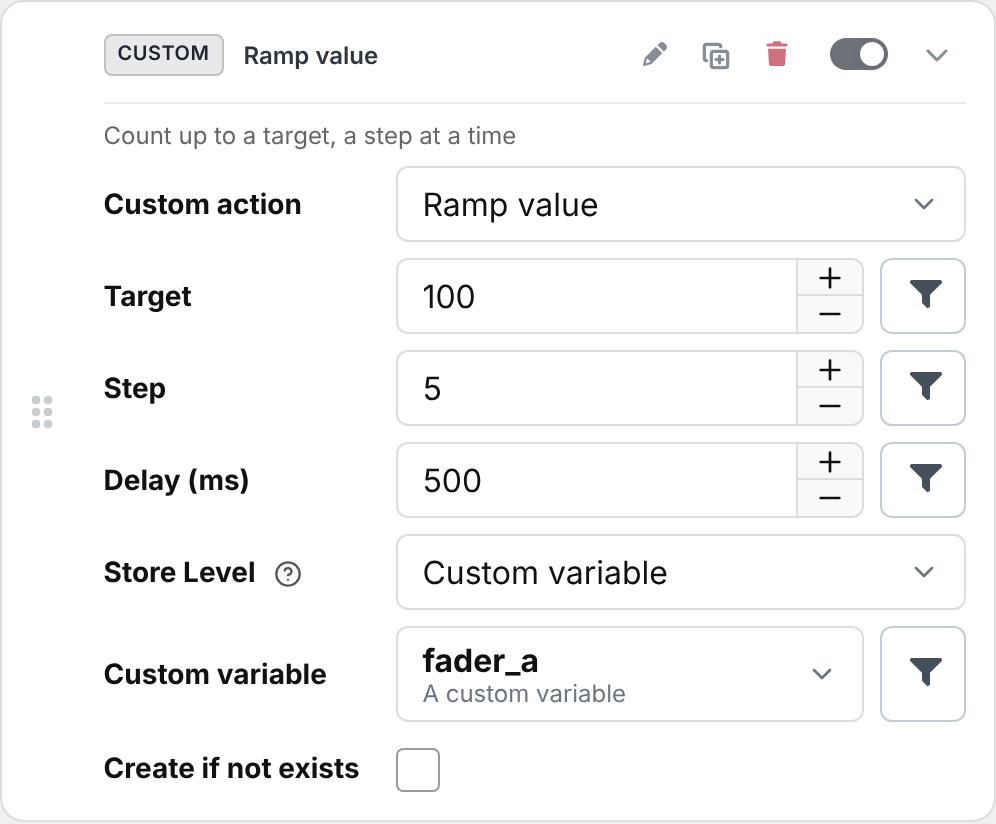 CUSTOM Ramp value
Count up to a target, a step at a time
Custom action Ramp value
Target 100
Step 5
Delay (ms) 500
Store Level Custom variable
Custom variable fader_a
A custom variable
Create if not exists